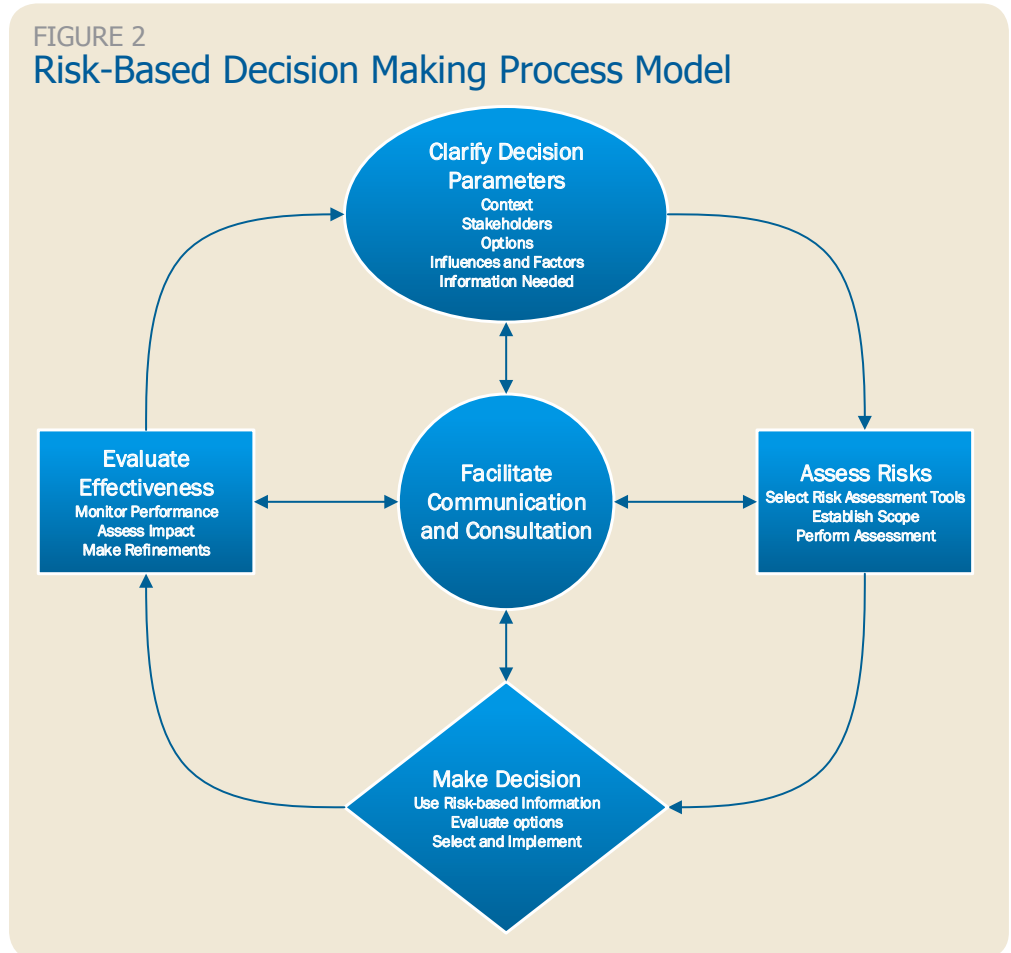 FIGURE 2
Risk-Based Decision Making Process Model
Clarify Decision
Parameters
Context
Stakeholders
Options
Influences and Factors
Information Needed
Evaluate
Effectiveness
Monitor Performance
Assess Impact
Make Refinements
Facilitate
Communication
and Consultation
Assess Risks
Select Risk Assessment Tools
Establish Scope
Perform Assessment
Make Decision
Use Risk-based Information
Evaluate options
Select and Implement